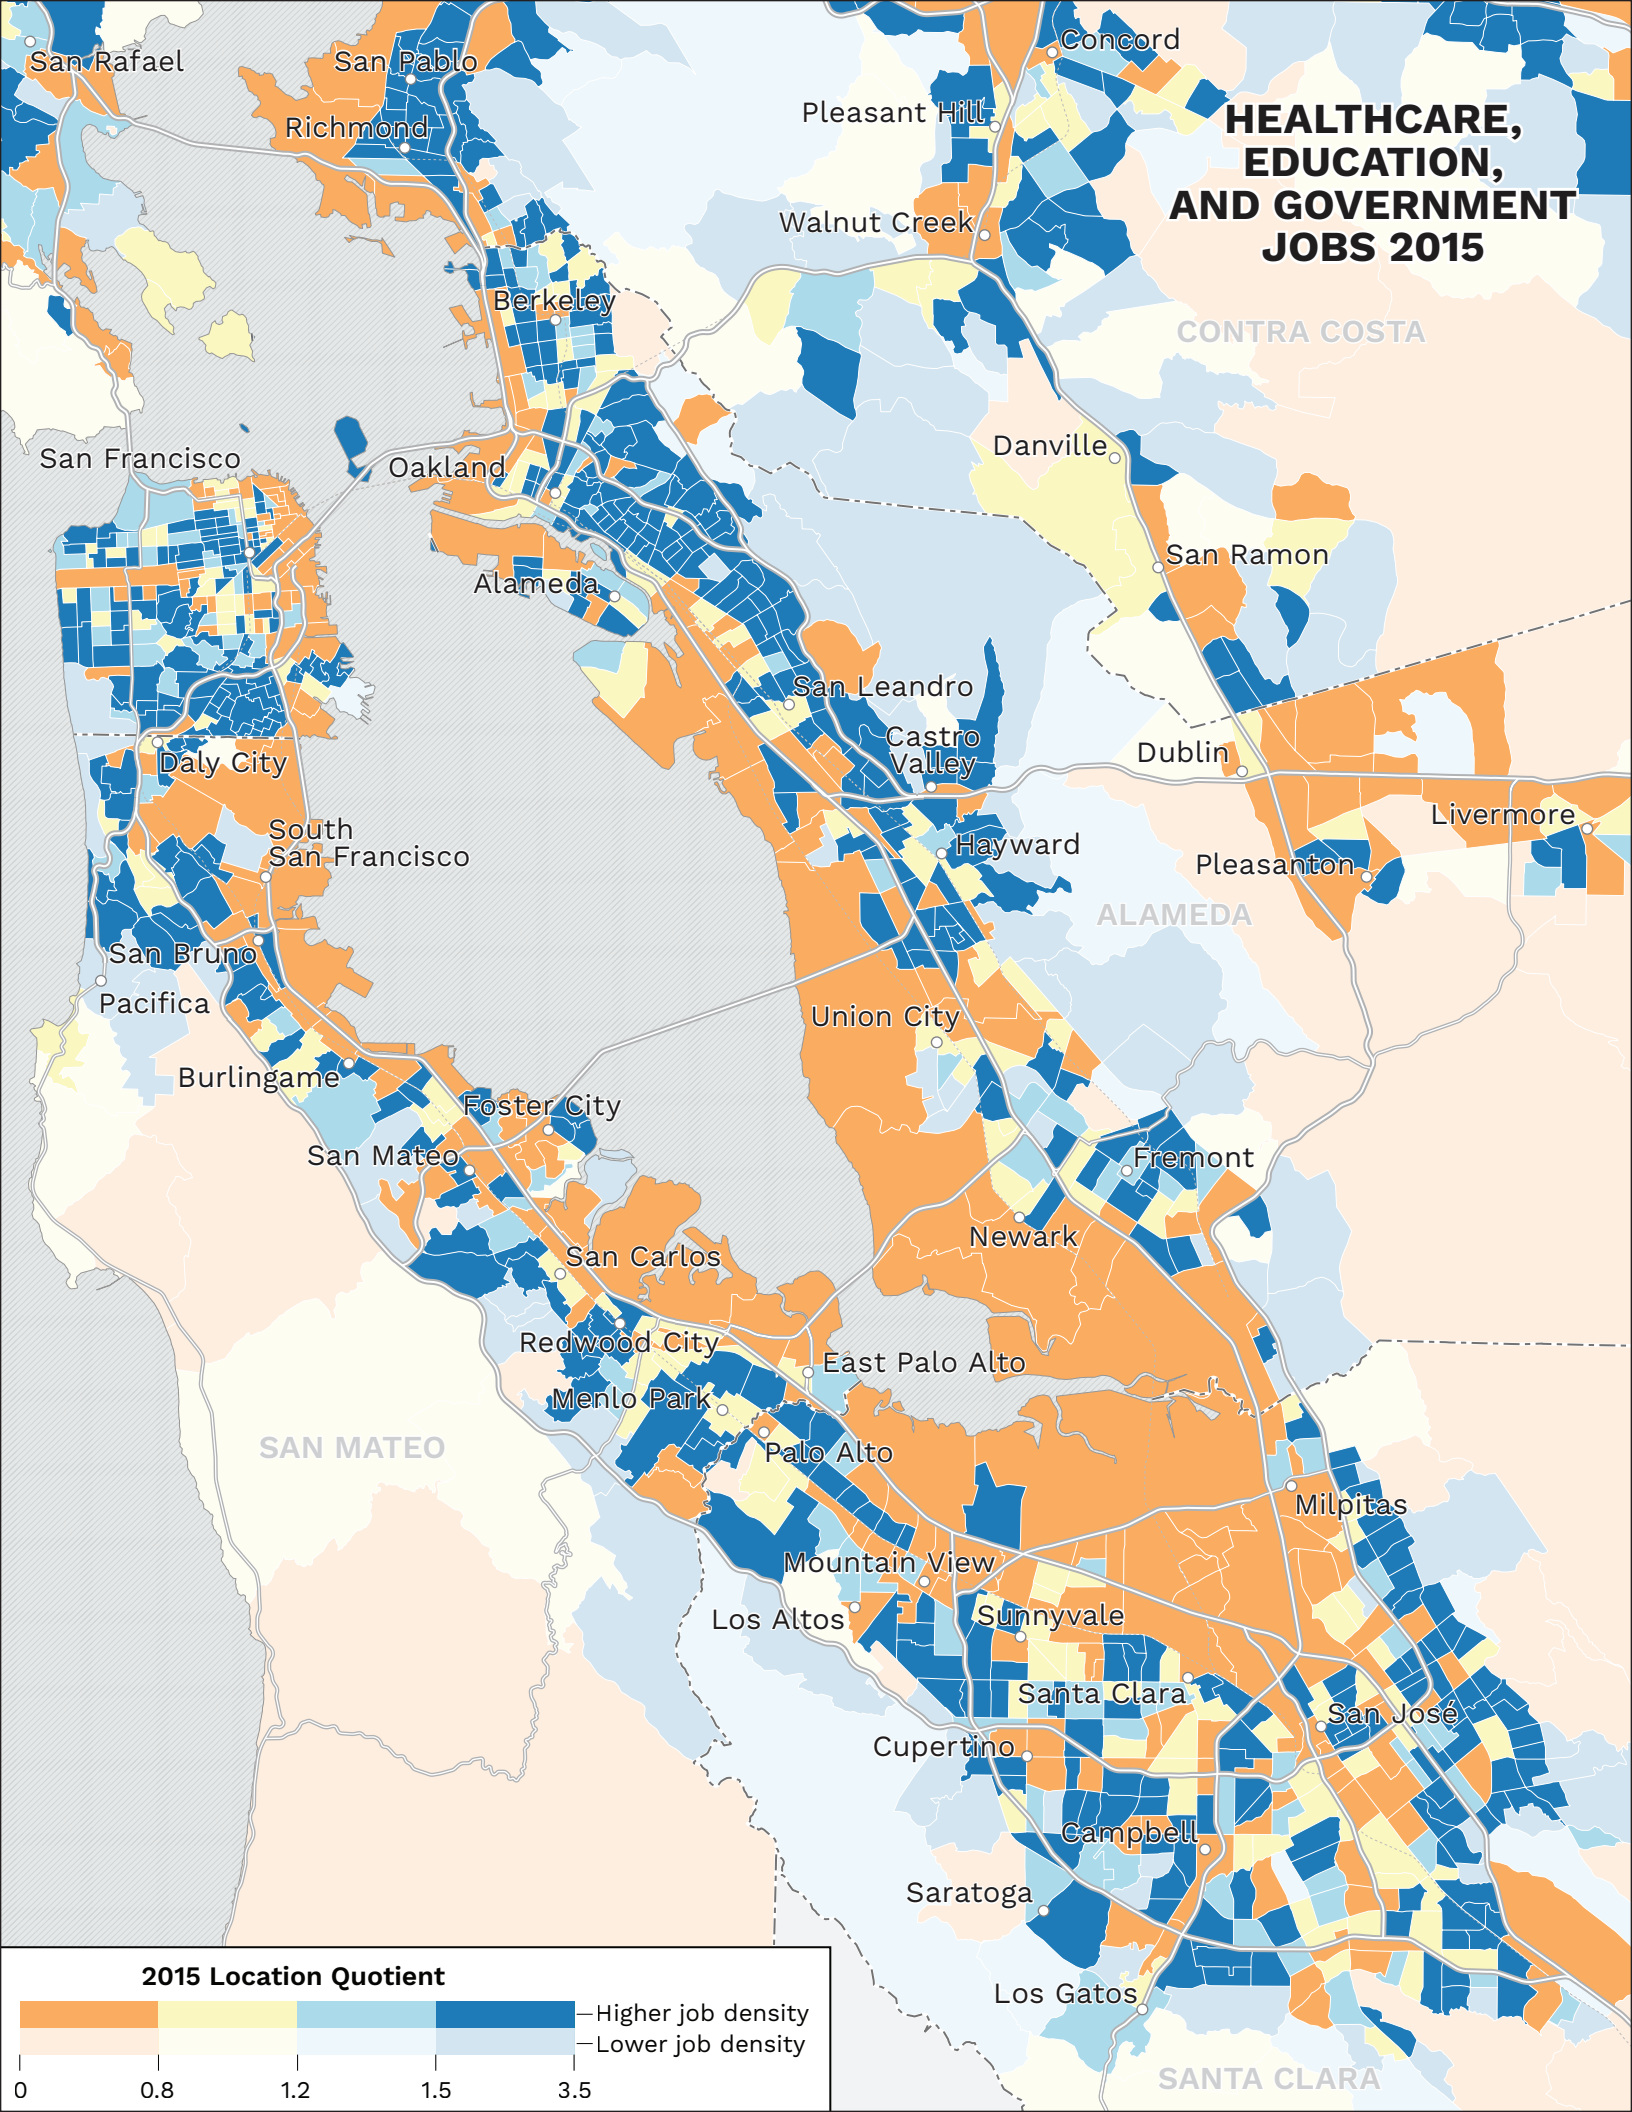 San Rafael
San Pablo
Concord
Pleasant Hill
Richmond
HEALTHCARE,
EDUCATION,
AND GOVERNMENT
JOBS 2015
Walnut Creek
Berkeley
CONTRA COSTA
Danville
San Francisco
Oakland
San Ramon
Alameda
San Leandro
Castro
Valley
Dublin
Daly City
Livermore
South
San Francisco
Hayward
Pleasanton
ALAMEDA
San Bruno
Pacifica
Union City
Burlingame
Foster City
San Mateo
Fremont
Newark
San Carlos
Redwood City
East Palo Alto
Menlo Park
SAN MATEO
Palo Alto
Milpitas
Mountain View
Los Altos
Sunnyvale
Santa Clara
San José
Cupertino
Campbell
Saratoga
Los Gatos
SANTA CLARA
2015 Location Quotient
Higher job density
Lower job density
0 0.8 1.2 1.5 3.5